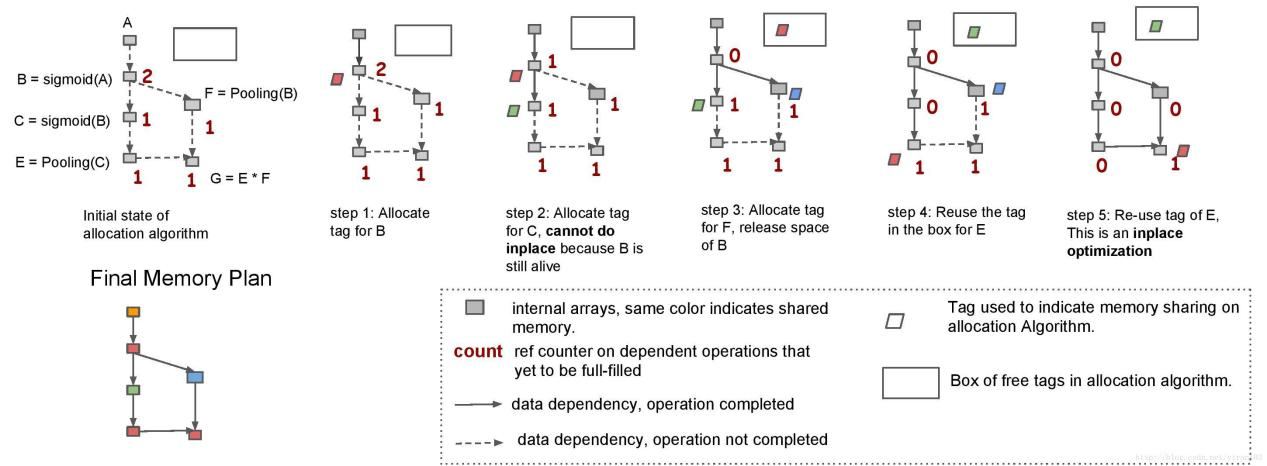 A
B = sigmoid(A)
2
F = Pooling(B)
C = sigmoid(B)
1
1
E = Pooling(C)
1
1
G = E * F
Initial state of
allocation algorithm
2
1
1
1
1
step 1: Allocate
tag for B
1
1
1
1
1
step 2: Allocate tag
for C, cannot do
inplace because B is
still alive
0
1
1
1
1
step 3: Allocate tag
for F, release space
of B
0
0
1
1
1
step 4: Reuse the tag
in the box for E
0
0
0
0
1
step 5: Re-use tag of E,
This is an inplace
optimization
Final Memory Plan
internal arrays, same color indicates shared
memory.
count ref counter on dependent operations that
yet to be full-filled
data dependency, operation completed
data dependency, operation not completed
Tag used to indicate memory sharing on
allocation Algorithm.
Box of free tags in allocation algorithm.